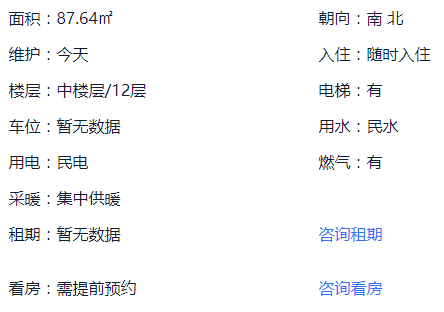 面积：87.64㎡ 朝向：南 北
维护：今天 入住：随时入住
楼层：中楼层/12层 电梯：有
车位：暂无数据 用水：民水
用电：民电 燃气：有
采暖：集中供暖
租期：暂无数据 咨询租期
看房：需提前预约 咨询看房